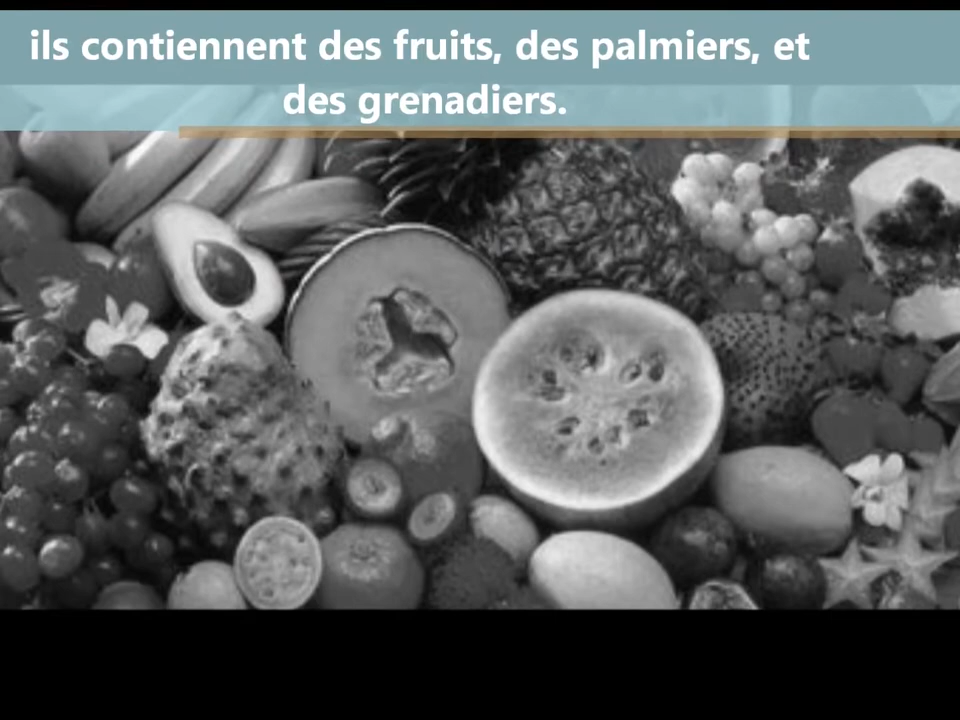 ils contiennent des fruits, des palmiers, et
des grenadiers.